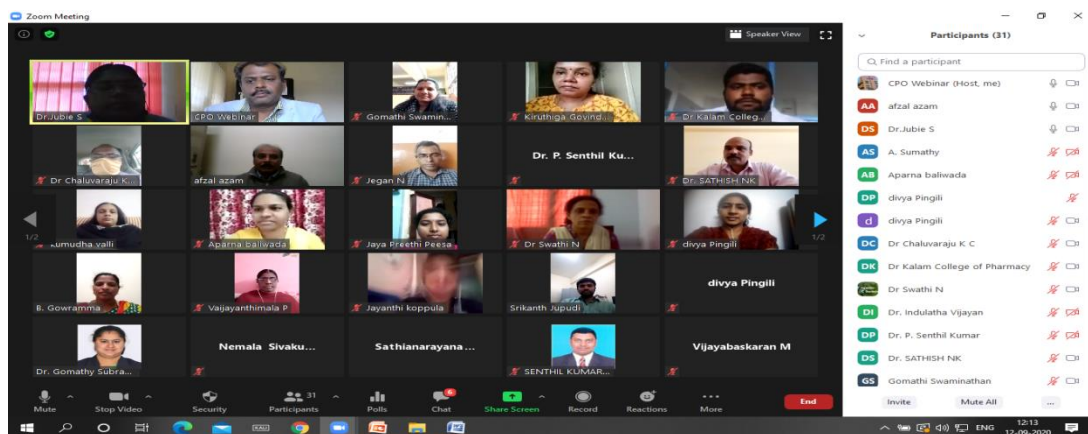 Zoom Meeting
Speaker View
Dr.Jubie S
CPO Webinar
Gomathi Swamin...
Kiruthiga Govind...
Dr Kalam Colleg...
Dr Chaluvaraju K...
afzal azam
Jegan N
Dr. P. Senthil Ku...
Dr. SATHISH NK
1/2
kumudha valli
Aparna baliwada
Jaya Preethi Peesa
Dr Swathi N
divya Pingili
1/2
B. Gowramma
Vaijayanthimala P
Jayanthi koppula
Srikanth Jupudi
divya Pingili
Dr. Gomathy Subra...
Nemala Sivaku...
Sathianarayana...
SENTHIL KUMAR...
Vijayabaskaran M
Mute
Stop Video
Security
31
Participants
Polls
6
Chat
Share Screen
Record
Reactions
More
End
Participants (31)
Find a participant
CPO Webinar (Host, me)
AA afzal azam
DS Dr.Jubie S
AS A. Sumathy
AB Aparna baliwada
DP divya Pingili
d divya Pingili
DC Dr Chaluvaraju K C
DK Dr Kalam College of Pharmacy
Dr Swathi N
DI Dr. Indulatha Vijayan
DP Dr. P. Senthil Kumar
DS Dr. SATHISH NK
GS Gomathi Swaminathan
Invite
Mute All
...
ENG
12:13
12-09-2020